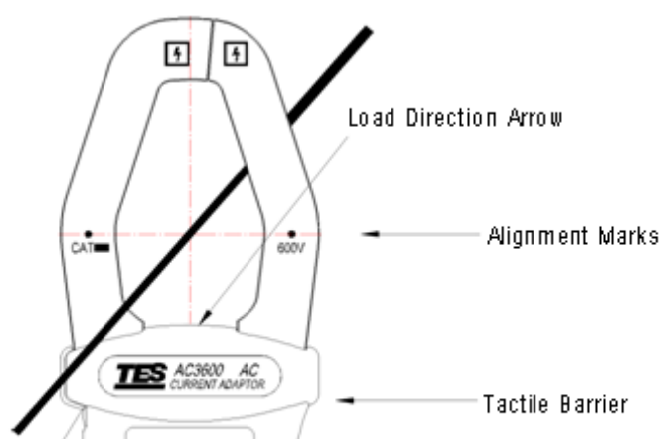 Load Direction Arrow
Alignment Marks
CAT
600V
TES AC3600 AC
CURRENT ADAPTOR
Tactile Barrier